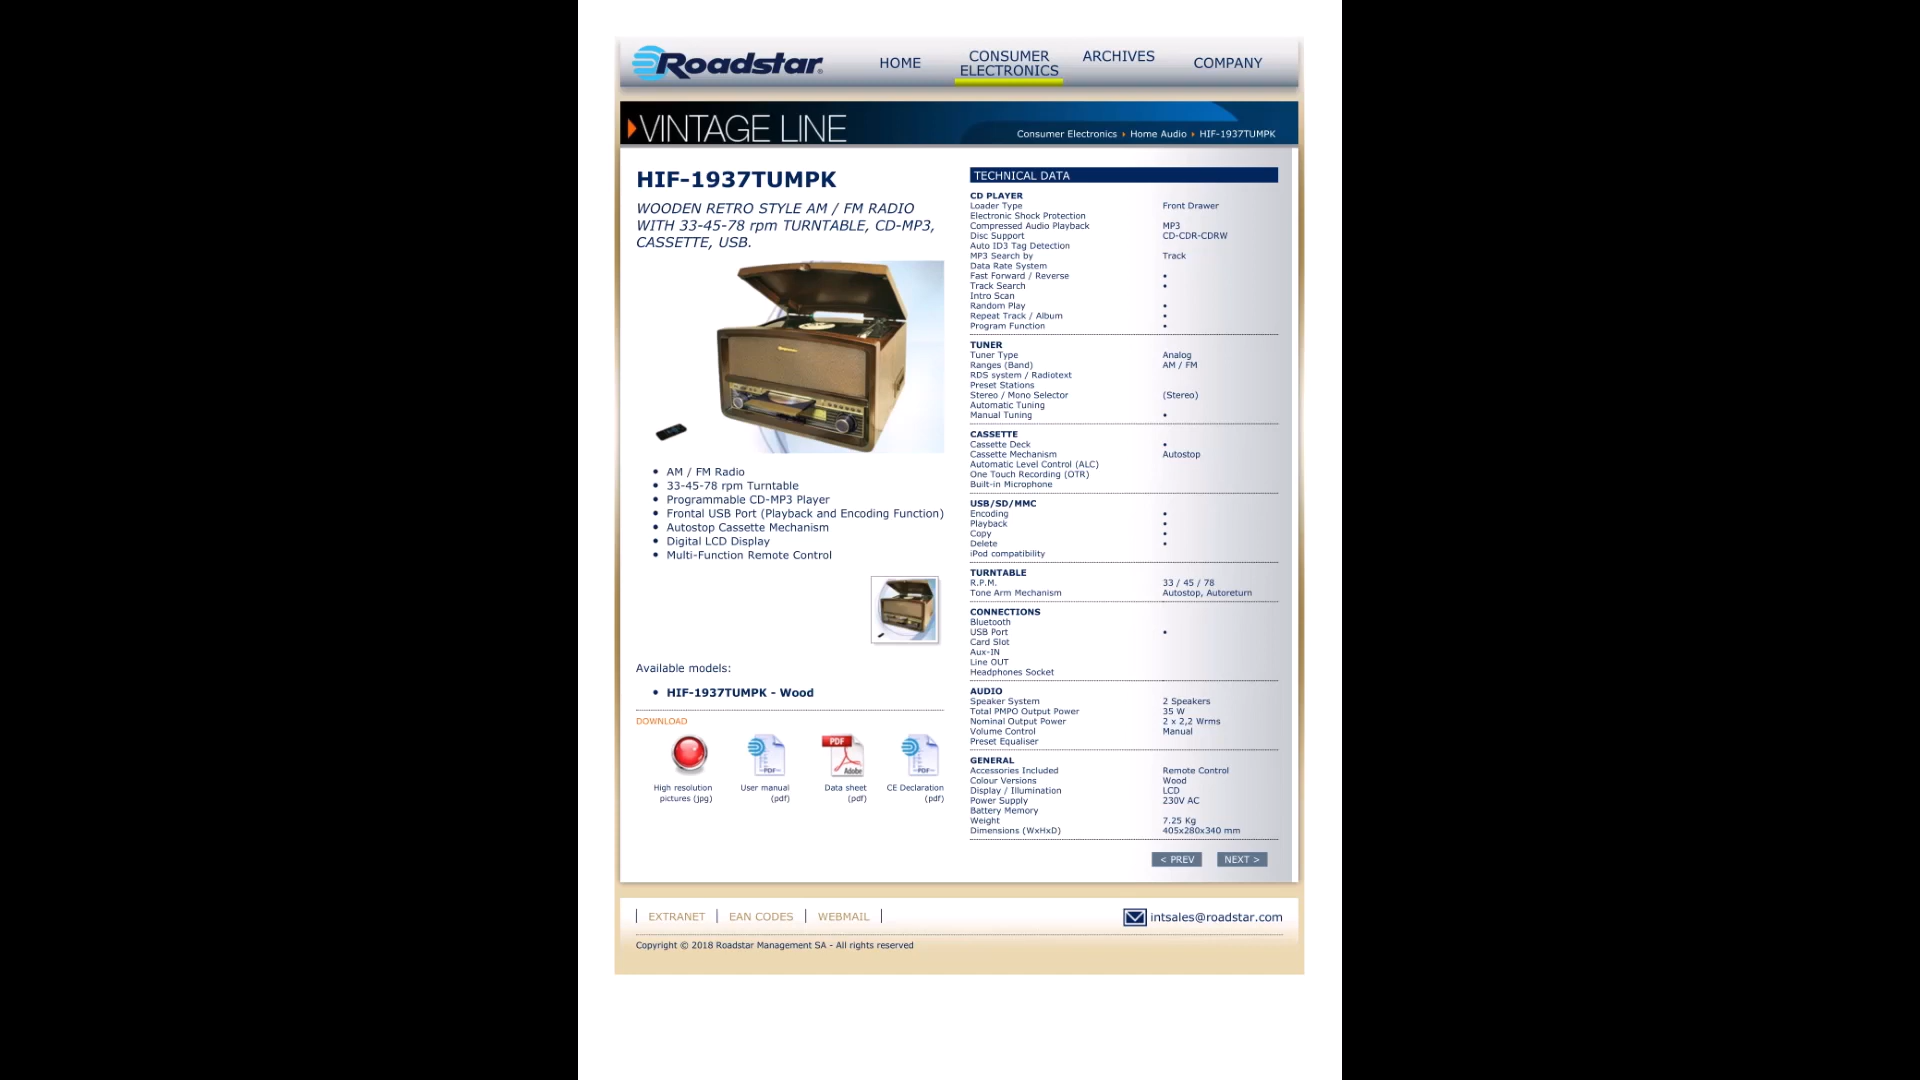 Roadstar
HOME
CONSUMER
ELECTRONICS
ARCHIVES
COMPANY
VINTAGE LINE
Consumer Electronics Home Audio HIF-1937TUMPK
HIF-1937TUMPK
WOODEN RETRO STYLE AM / FM RADIO
WITH 33-45-78 rpm TURNTABLE, CD-MP3,
CASSETTE, USB.
• AM / FM Radio
• 33-45-78 rpm Turntable
• Programmable CD-MP3 Player
• Frontal USB Port (Playback and Encoding Function)
• Autostop Cassette Mechanism
• Digital LCD Display
• Multi-Function Remote Control
Available models:
• HIF-1937TUMPK - Wood
DOWNLOAD
PDF
PDF
Adobe
PDF
High resolution
pictures (jpg)
User manual
(pdf)
Data sheet
(pdf)
CE Declaration
(pdf)
TECHNICAL DATA
CD PLAYER
Loader Type Front Drawer
Electronic Shock Protection
Compressed Audio Playback MP3
Disc Support CD-CDR-CDRW
Auto ID3 Tag Detection
MP3 Search by Track
Data Rate System
Fast Forward / Reverse •
Track Search •
Intro Scan
Random Play •
Repeat Track / Album •
Program Function •
TUNER
Tuner Type Analog
Ranges (Band) AM / FM
RDS system / Radiotext
Preset Stations
Stereo / Mono Selector (Stereo)
Automatic Tuning
Manual Tuning •
CASSETTE
Cassette Deck •
Cassette Mechanism Autostop
Automatic Level Control (ALC)
One Touch Recording (OTR)
Built-in Microphone
USB/SD/MMC
Encoding •
Playback •
Copy •
Delete •
iPod compatibility
TURNTABLE
R.P.M. 33 / 45 / 78
Tone Arm Mechanism Autostop, Autoreturn
CONNECTIONS
Bluetooth
USB Port •
Card Slot
Aux-IN
Line OUT
Headphones Socket
AUDIO
Speaker System 2 Speakers
Total PMPO Output Power 35 W
Nominal Output Power 2 x 2,2 Wrms
Volume Control Manual
Preset Equaliser
GENERAL
Accessories Included Remote Control
Colour Versions Wood
Display / Illumination LCD
Power Supply 230V AC
Battery Memory
Weight 7.25 Kg
Dimensions (WxHxD) 405x280x340 mm
< PREV
NEXT >
EXTRANET
EAN CODES
WEBMAIL
intsales@roadstar.com
Copyright © 2018 Roadstar Management SA - All rights reserved